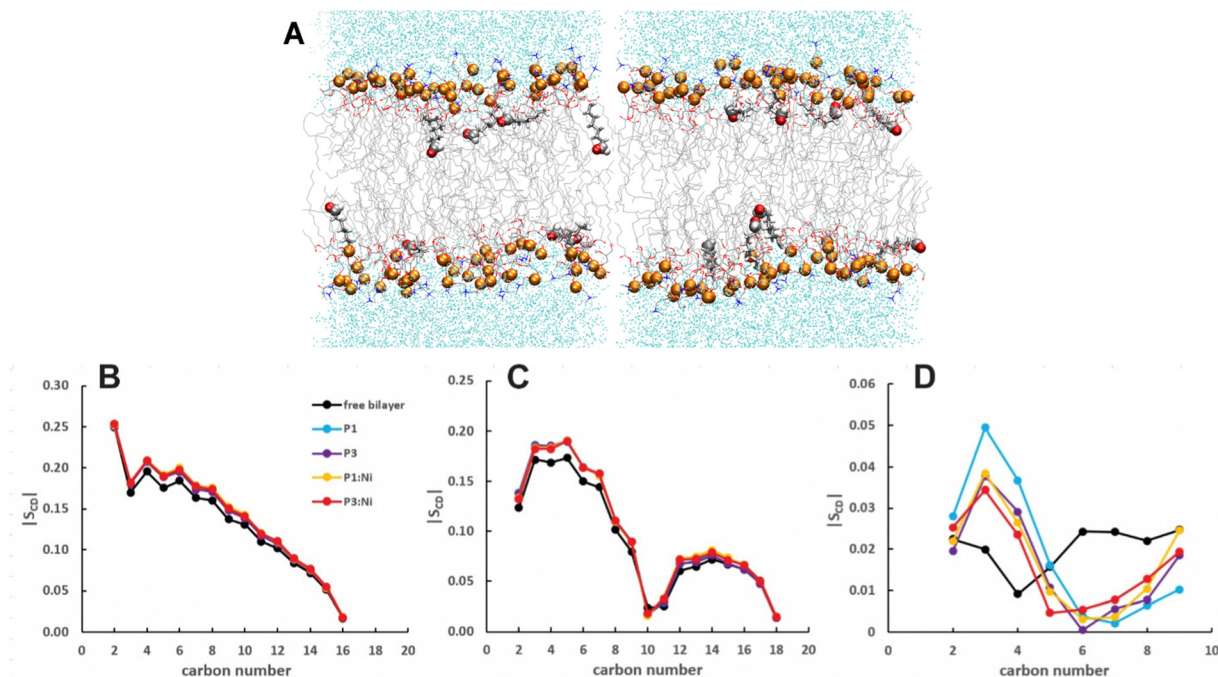 A
B
0.30
0.25
0.20
0.15
0.10
0.05
0.00
|S_CD|
0 2 4 6 8 10 12 14 16 18 20
carbon number
free bilayer
P1
P3
P1:Ni
P3:Ni
C
0.25
0.20
0.15
0.10
0.05
0.00
|S_CD|
0 2 4 6 8 10 12 14 16 18 20
carbon number
D
0.06
0.05
0.04
0.03
0.02
0.01
0
|S_CD|
0 2 4 6 8 10
carbon number